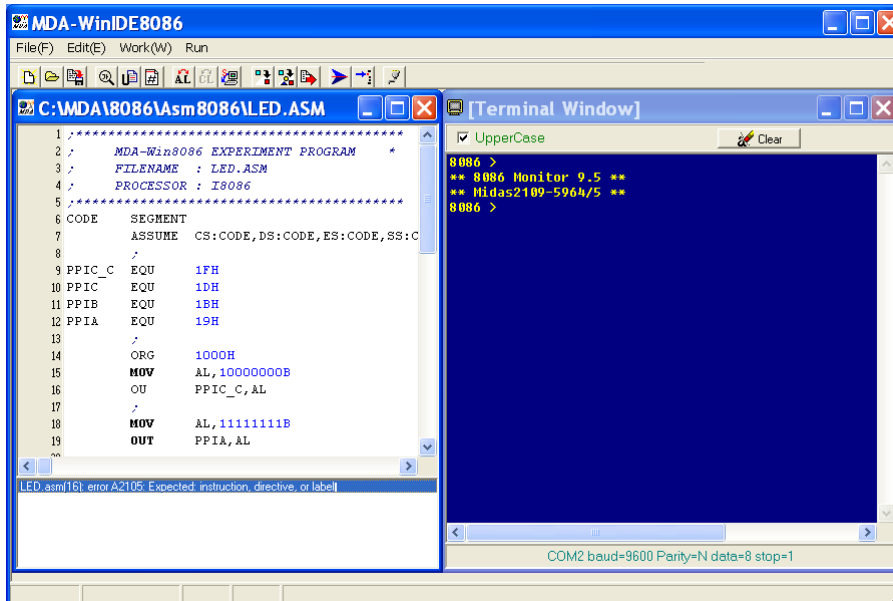 MDA-WinIDE8086
File(F) Edit(E) Work(W) Run
AL CL
C:\MDA\8086\Asm8086\LED.ASM
1 ;*****************************************
2 ; MDA-Win8086 EXPERIMENT PROGRAM *
3 ; FILENAME : LED.ASM
4 ; PROCESSOR : I8086
5 ;*****************************************
6 CODE SEGMENT
7 ASSUME CS:CODE,DS:CODE,ES:CODE,SS:C
8 ;
9 PPIC_C EQU 1FH
10 PPIC EQU 1DH
11 PPIB EQU 1BH
12 PPIA EQU 19H
13 ;
14 ORG 1000H
15 MOV AL,10000000B
16 OU PPIC_C,AL
17 ;
18 MOV AL,11111111B
19 OUT PPIA,AL
LED.asm(16): error A2105: Expected: instruction, directive, or label
[Terminal Window]
UpperCase
Clear
8086 >
** 8086 Monitor 9.5 **
** Midas2109-5964/5 **
8086 >
COM2 baud=9600 Parity=N data=8 stop=1